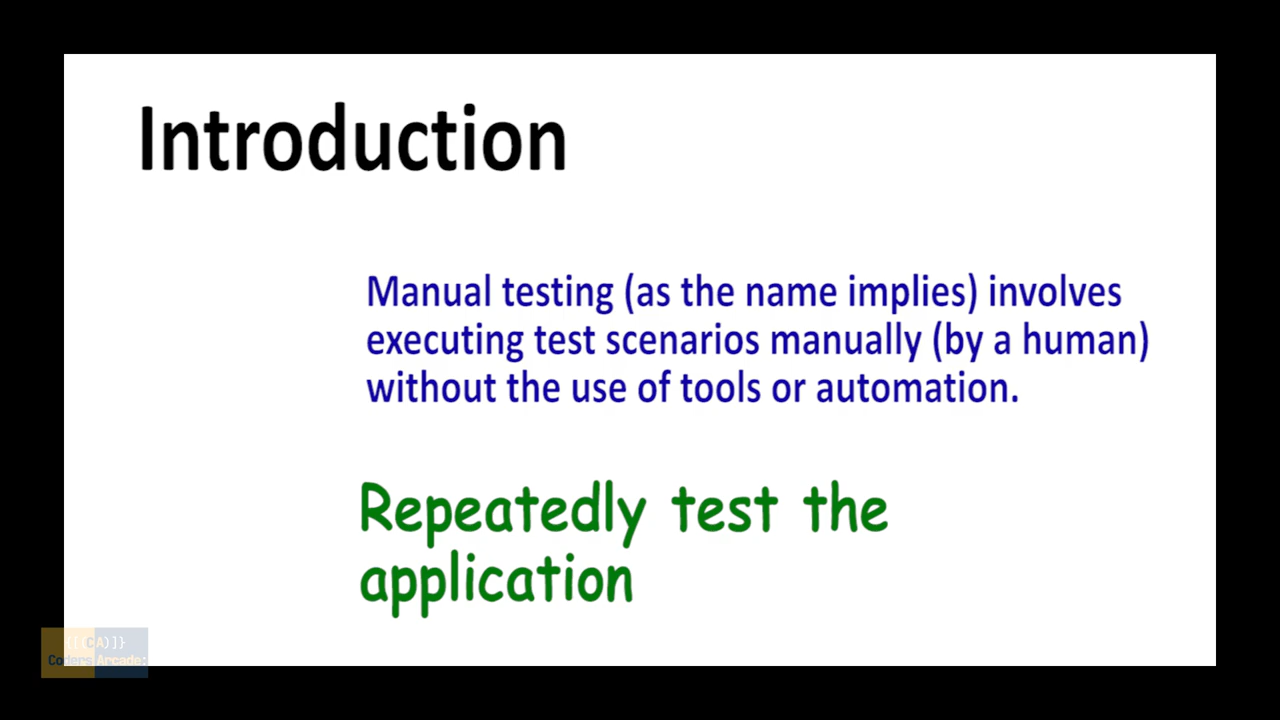 Introduction
Manual testing (as the name implies) involves
executing test scenarios manually (by a human)
without the use of tools or automation.
Repeatedly test the
application
{[(CA)]}
Coders Arcade: